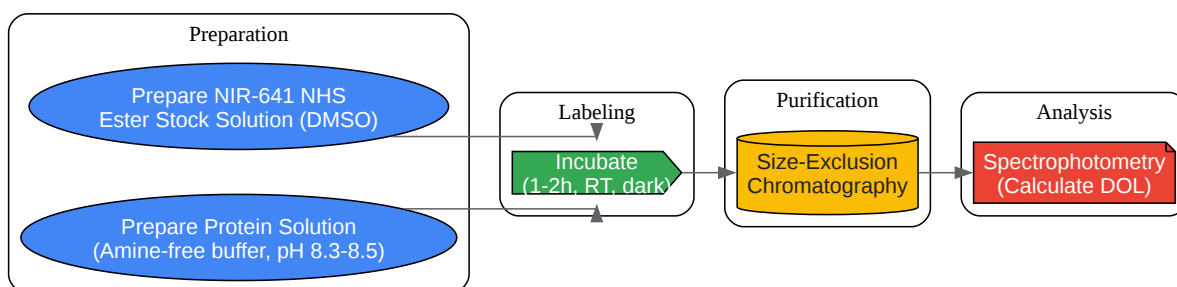 Preparation
Prepare NIR-641 NHS
Ester Stock Solution (DMSO)
Prepare Protein Solution
(Amine-free buffer, pH 8.3-8.5)
Labeling
Incubate
(1-2h, RT, dark)
Purification
Size-Exclusion
Chromatography
Analysis
Spectrophotometry
(Calculate DOL)